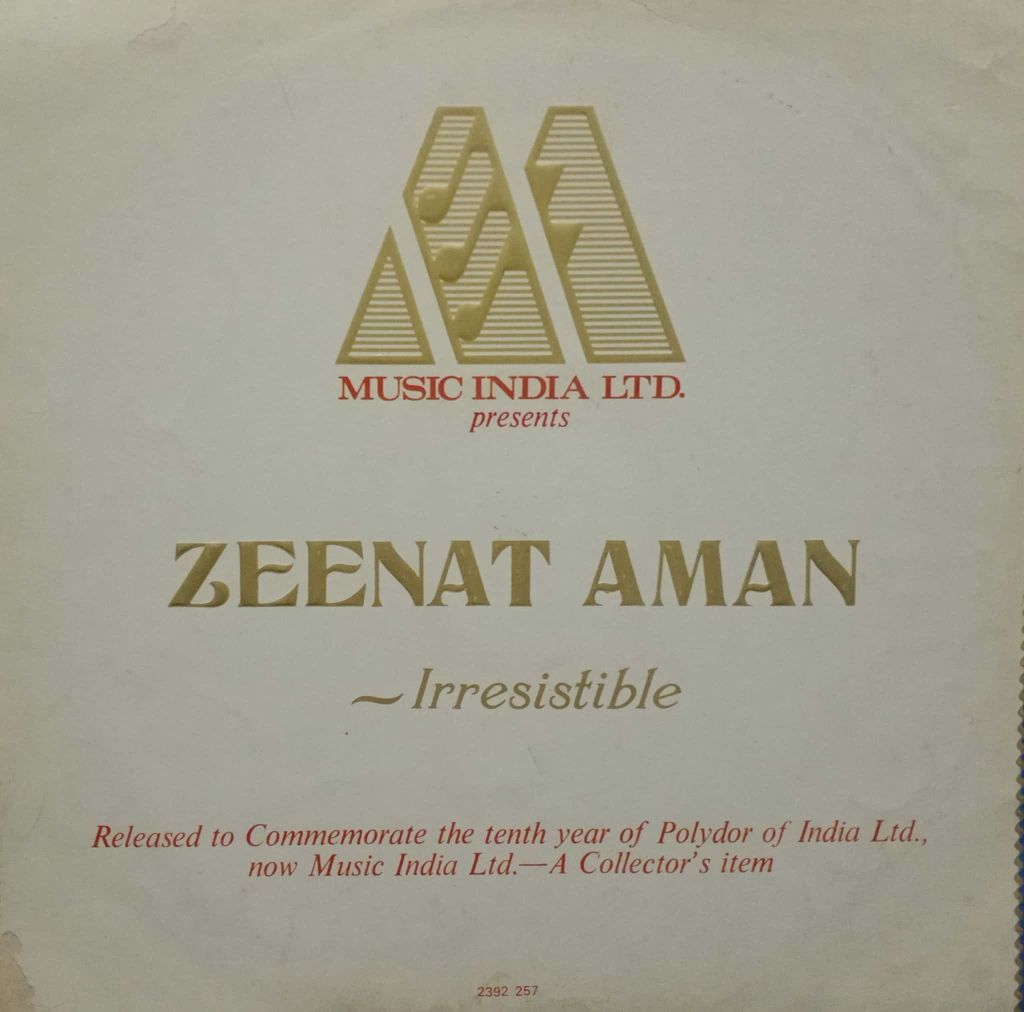 MUSIC INDIA LTD.
presents
ZEENAT AMAN
~Irresistible
Released to Commemorate the tenth year of Polydor of India Ltd.,
now Music India Ltd.—A Collector's item
2392 257